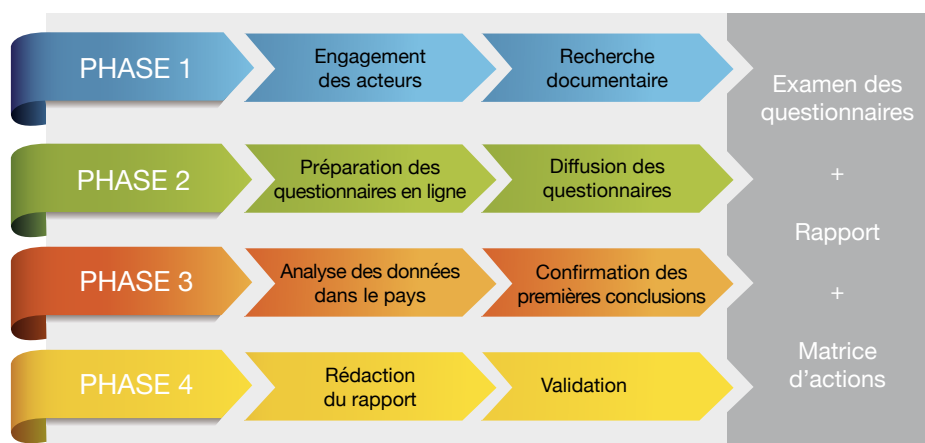 PHASE 1
Engagement
des acteurs
Recherche
documentaire
PHASE 2
Préparation des
questionnaires en ligne
Diffusion des
questionnaires
PHASE 3
Analyse des données
dans le pays
Confirmation des
premières conclusions
PHASE 4
Rédaction
du rapport
Validation
Examen des
questionnaires
+
Rapport
+
Matrice
d’actions